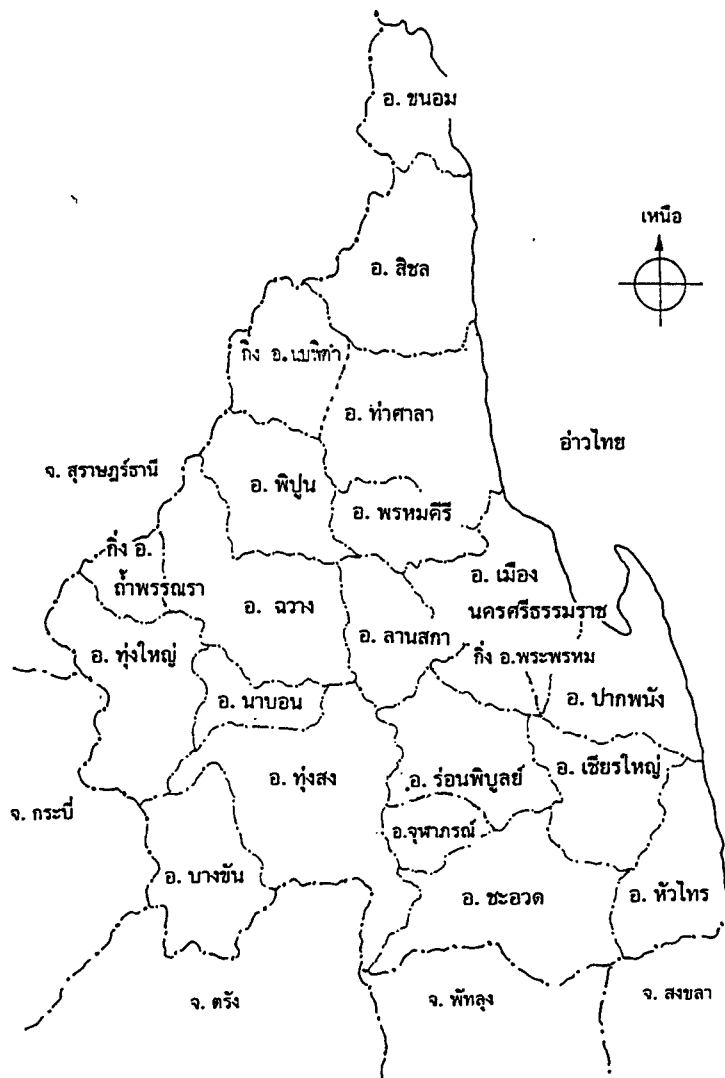 อ. ขนอม
เหนือ
อ. สิชล
กิ่ง อ.
อ. ท่าศาลา
อ่าวไทย
จ. สุราษฎร์ธานี
อ. พิปูน
อ. พรหมคีรี
กิ่ง อ.
ถ้ำพรรณรา
อ. เมือง
นครศรีธรรมราช
อ. ฉวาง
อ. ลานสกา
อ. ทุ่งใหญ่
กิ่ง อ.พระพรหม
อ. นาบอน
อ. ปากพนัง
อ. ทุ่งสง
อ. ร่อนพิบูลย์
อ. เชียรใหญ่
จ. กระบี่
อ.จุฬาภรณ์
อ. บางขัน
อ. ชะอวด
อ. หัวไทร
จ. ตรัง
จ. พัทลุง
จ. สงขลา